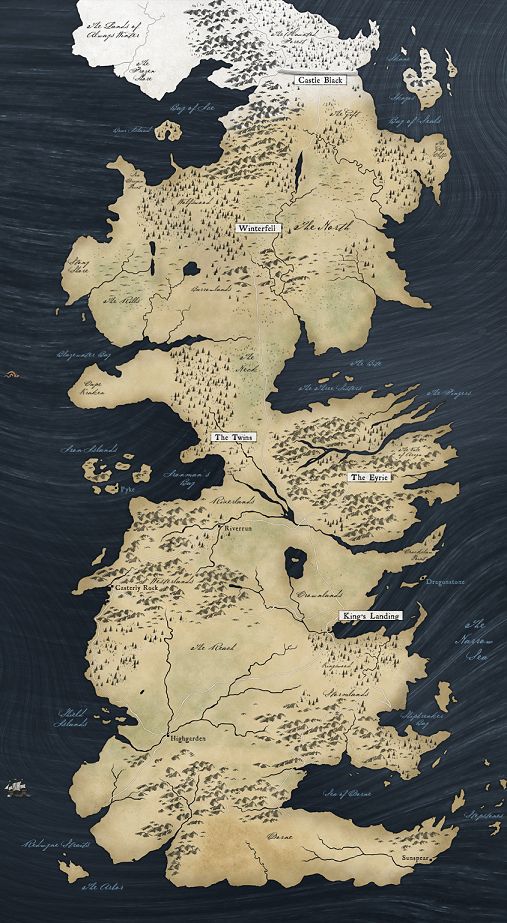 The Lands of
Always Winter
The Haunted
Forest
The
Frozen
Shore
Castle Black
Skane
Skagos
Bay of Ice
The Gift
Bay of Seals
Bear Island
Wolfswood
Winterfell
The North
Stony
Shore
Barrowlands
The Rills
Blazewater Bay
The
Neck
The Bite
Cape
Kraken
The Three Sisters
The Fingers
The Twins
Iron Islands
The Eyrie
Ironman's
Bay
Pyke
Riverlands
Riverrun
Dragonstone
Westerlands
Casterly Rock
Crownlands
King's Landing
The
Narrow
Sea
The Reach
Kingswood
Stormlands
Shield
Islands
Shipbreaker
Bay
Highgarden
Sea of Dorne
Stepstones
Dorne
Redwyne Straits
Sunspear
The Arbor